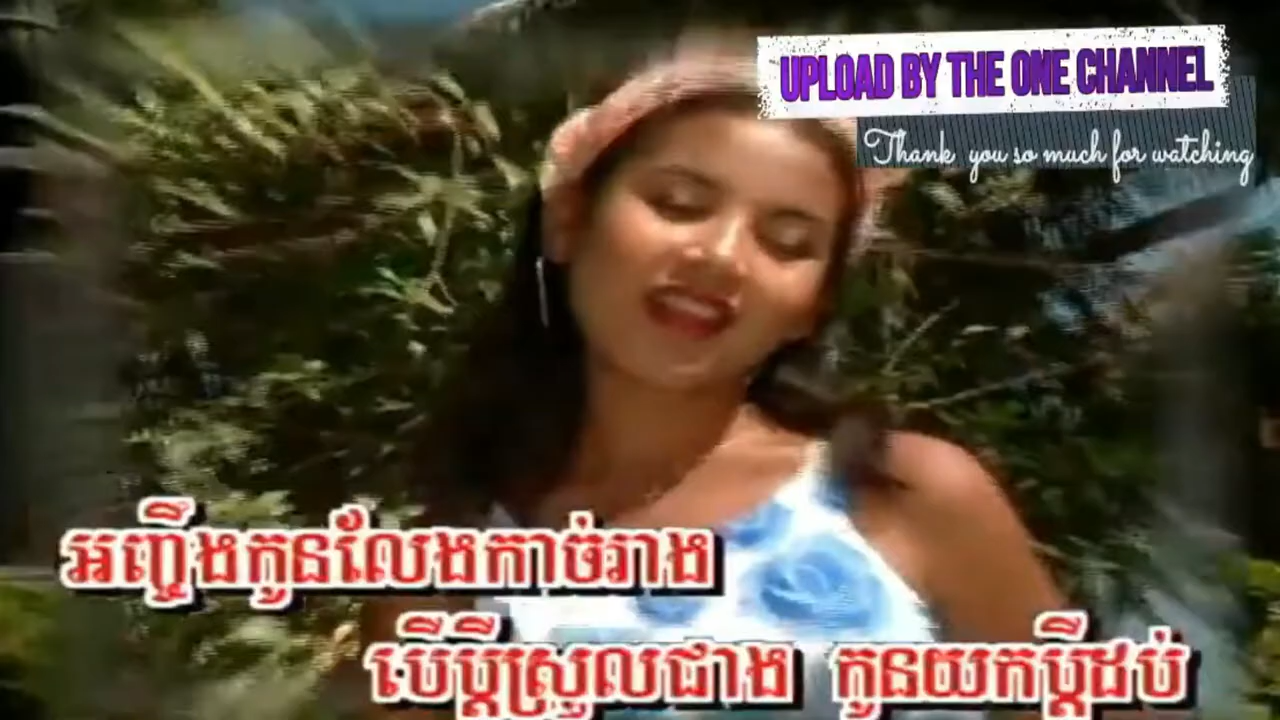 UPLOAD BY THE ONE CHANNEL
Thank you so much for watching
អញ្ចឹងកូនលែងកាច់រាង
បើប្ដីស្រួលជាង កូនយកប្ដីដប់